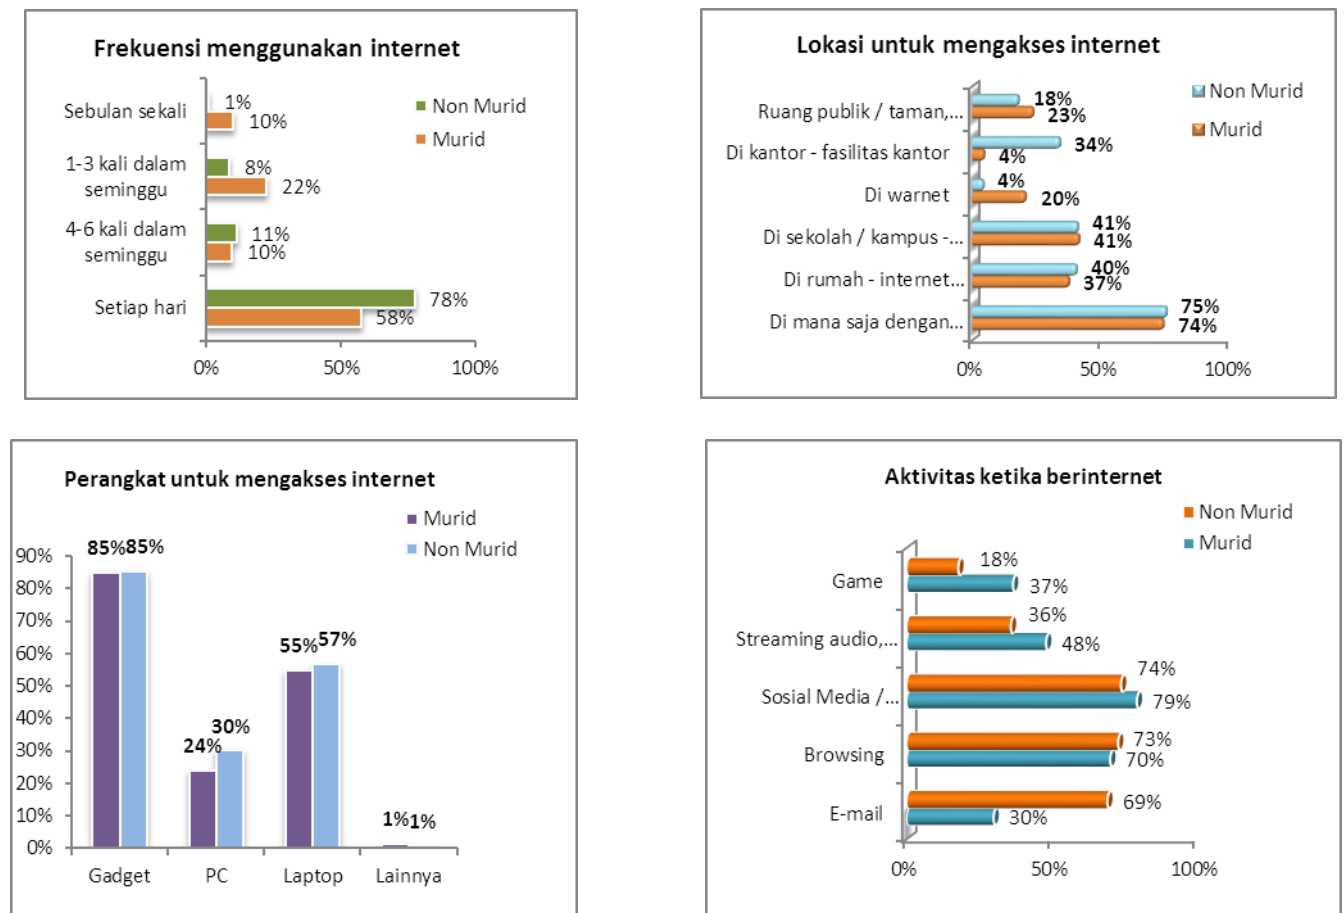 Frekuensi menggunakan internet
Non Murid
Murid
Sebulan sekali
1%
10%
1-3 kali dalam
seminggu
8%
22%
4-6 kali dalam
seminggu
11%
10%
Setiap hari
78%
58%
0%
50%
100%
Lokasi untuk mengakses internet
Non Murid
Murid
Ruang publik / taman,...
18%
23%
Di kantor - fasilitas kantor
34%
4%
Di warnet
4%
20%
Di sekolah / kampus -...
41%
41%
Di rumah - internet...
40%
37%
Di mana saja dengan...
75%
74%
0%
50%
100%
Perangkat untuk mengakses internet
Murid
Non Murid
90%
80%
70%
60%
50%
40%
30%
20%
10%
0%
85% 85%
24% 30%
55% 57%
1% 1%
Gadget
PC
Laptop
Lainnya
Aktivitas ketika berinternet
Non Murid
Murid
Game
18%
37%
Streaming audio,...
36%
48%
Sosial Media /...
74%
79%
Browsing
73%
70%
E-mail
69%
30%
0%
50%
100%